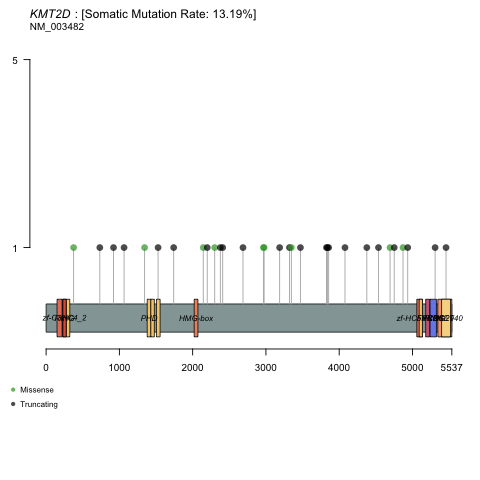 KMT2D : [Somatic Mutation Rate: 13.19%]
NM_003482
5
1
PHD
HMG-box
0
1000
2000
3000
4000
5000
5537
Missense
Truncating